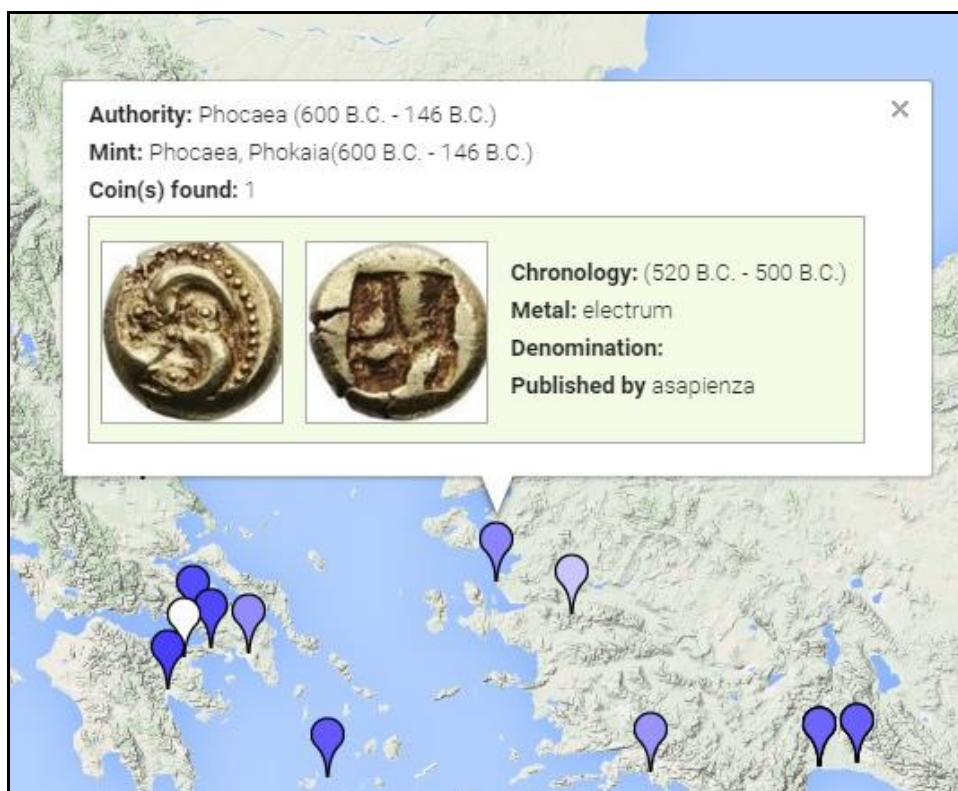 Authority: Phocaea (600 B.C. - 146 B.C.)
Mint: Phocaea, Phokaia(600 B.C. - 146 B.C.)
Coin(s) found: 1
Chronology: (520 B.C. - 500 B.C.)
Metal: electrum
Denomination:
Published by asapienza